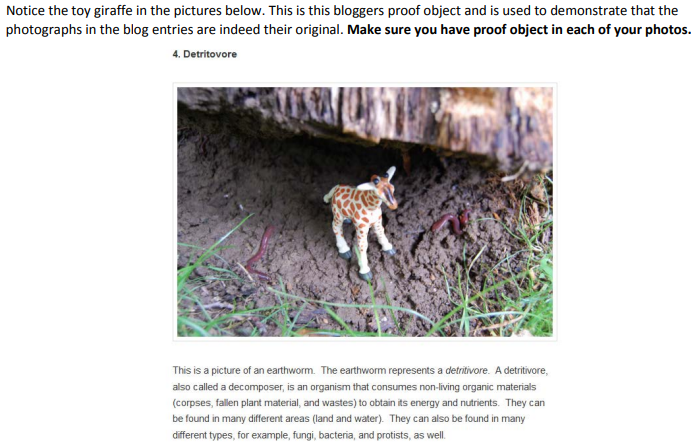 Notice the toy giraffe in the pictures below. This is this bloggers proof object and is used to demonstrate that the
photographs in the blog entries are indeed their original. Make sure you have proof object in each of your photos.
4. Detritovore
This is a picture of an earthworm. The earthworm represents a detritivore. A detritivore,
also called a decomposer, is an organism that consumes non-living organic materials
(corpses, fallen plant material, and wastes) to obtain its energy and nutrients. They can
be found in many different areas (land and water). They can also be found in many
different types, for example, fungi, bacteria, and protists, as well.